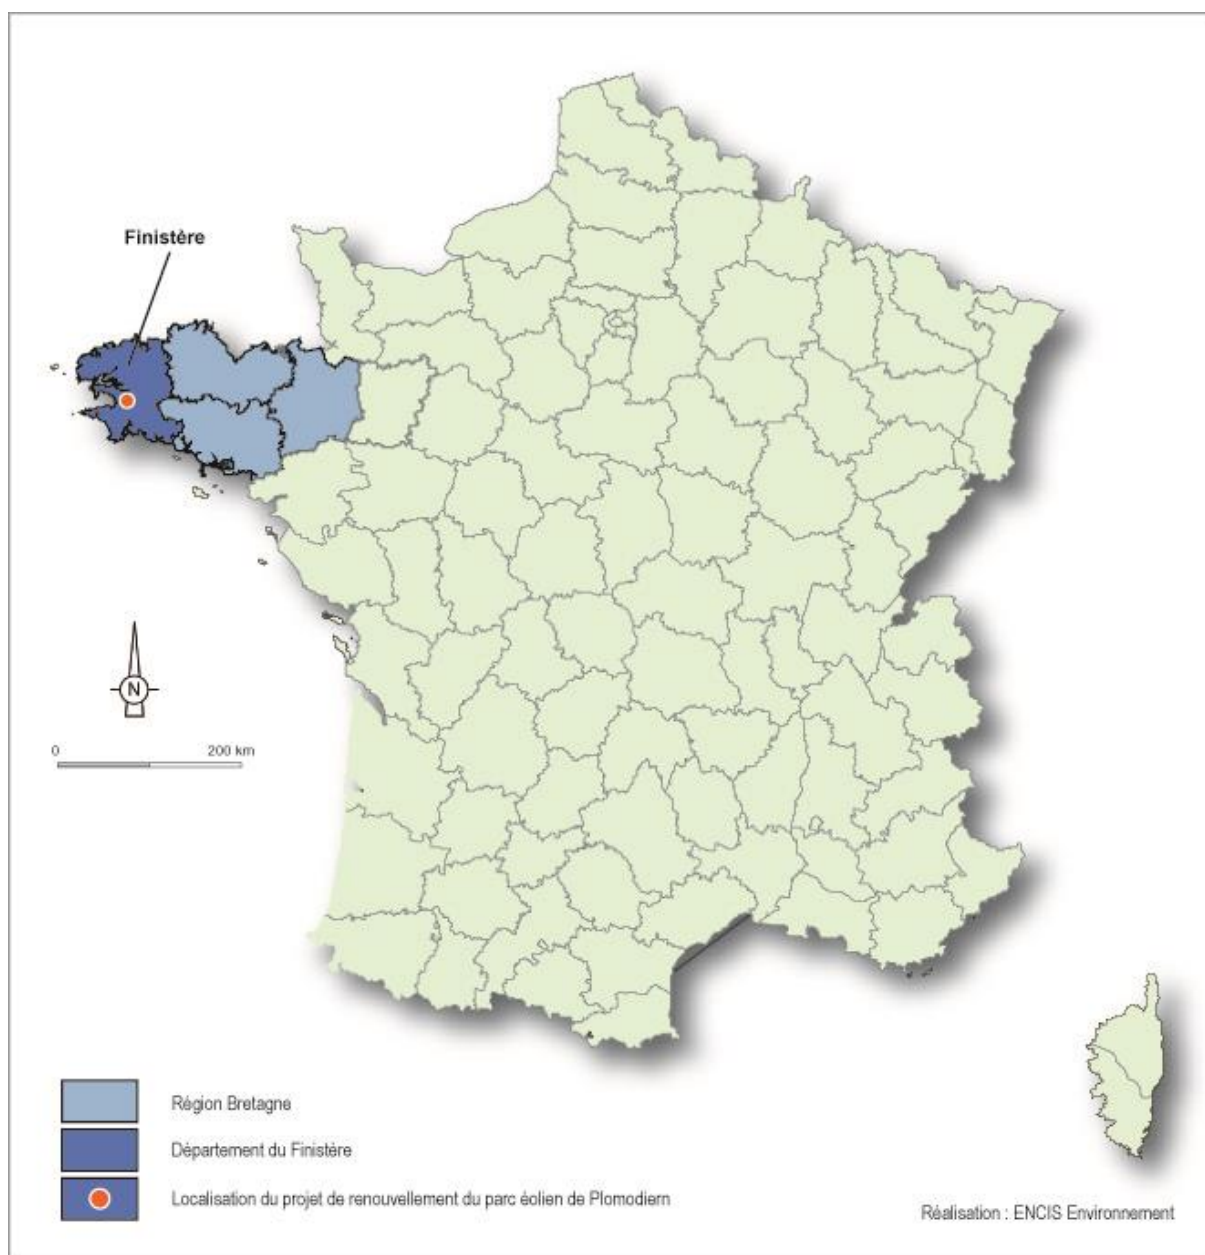 Finistère
N
0 200 km
Région Bretagne
Département du Finistère
Localisation du projet de renouvellement du parc éolien de Plomodiern
Réalisation : ENCIS Environnement